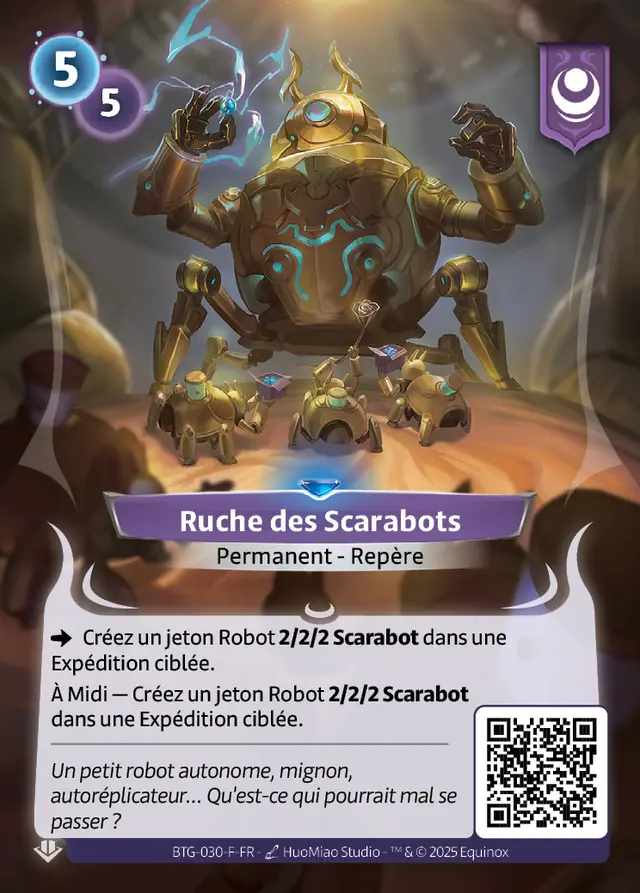 5
5
Ruche des Scarabots
Permanent - Repère
Créez un jeton Robot 2/2/2 Scarabot dans une
Expédition ciblée.
À Midi — Créez un jeton Robot 2/2/2 Scarabot
dans une Expédition ciblée.
Un petit robot autonome, mignon,
autoréplicateur... Qu'est-ce qui pourrait mal se
passer ?
BTG-030-F-FR - HuoMiao Studio - ™ & © 2025 Equinox